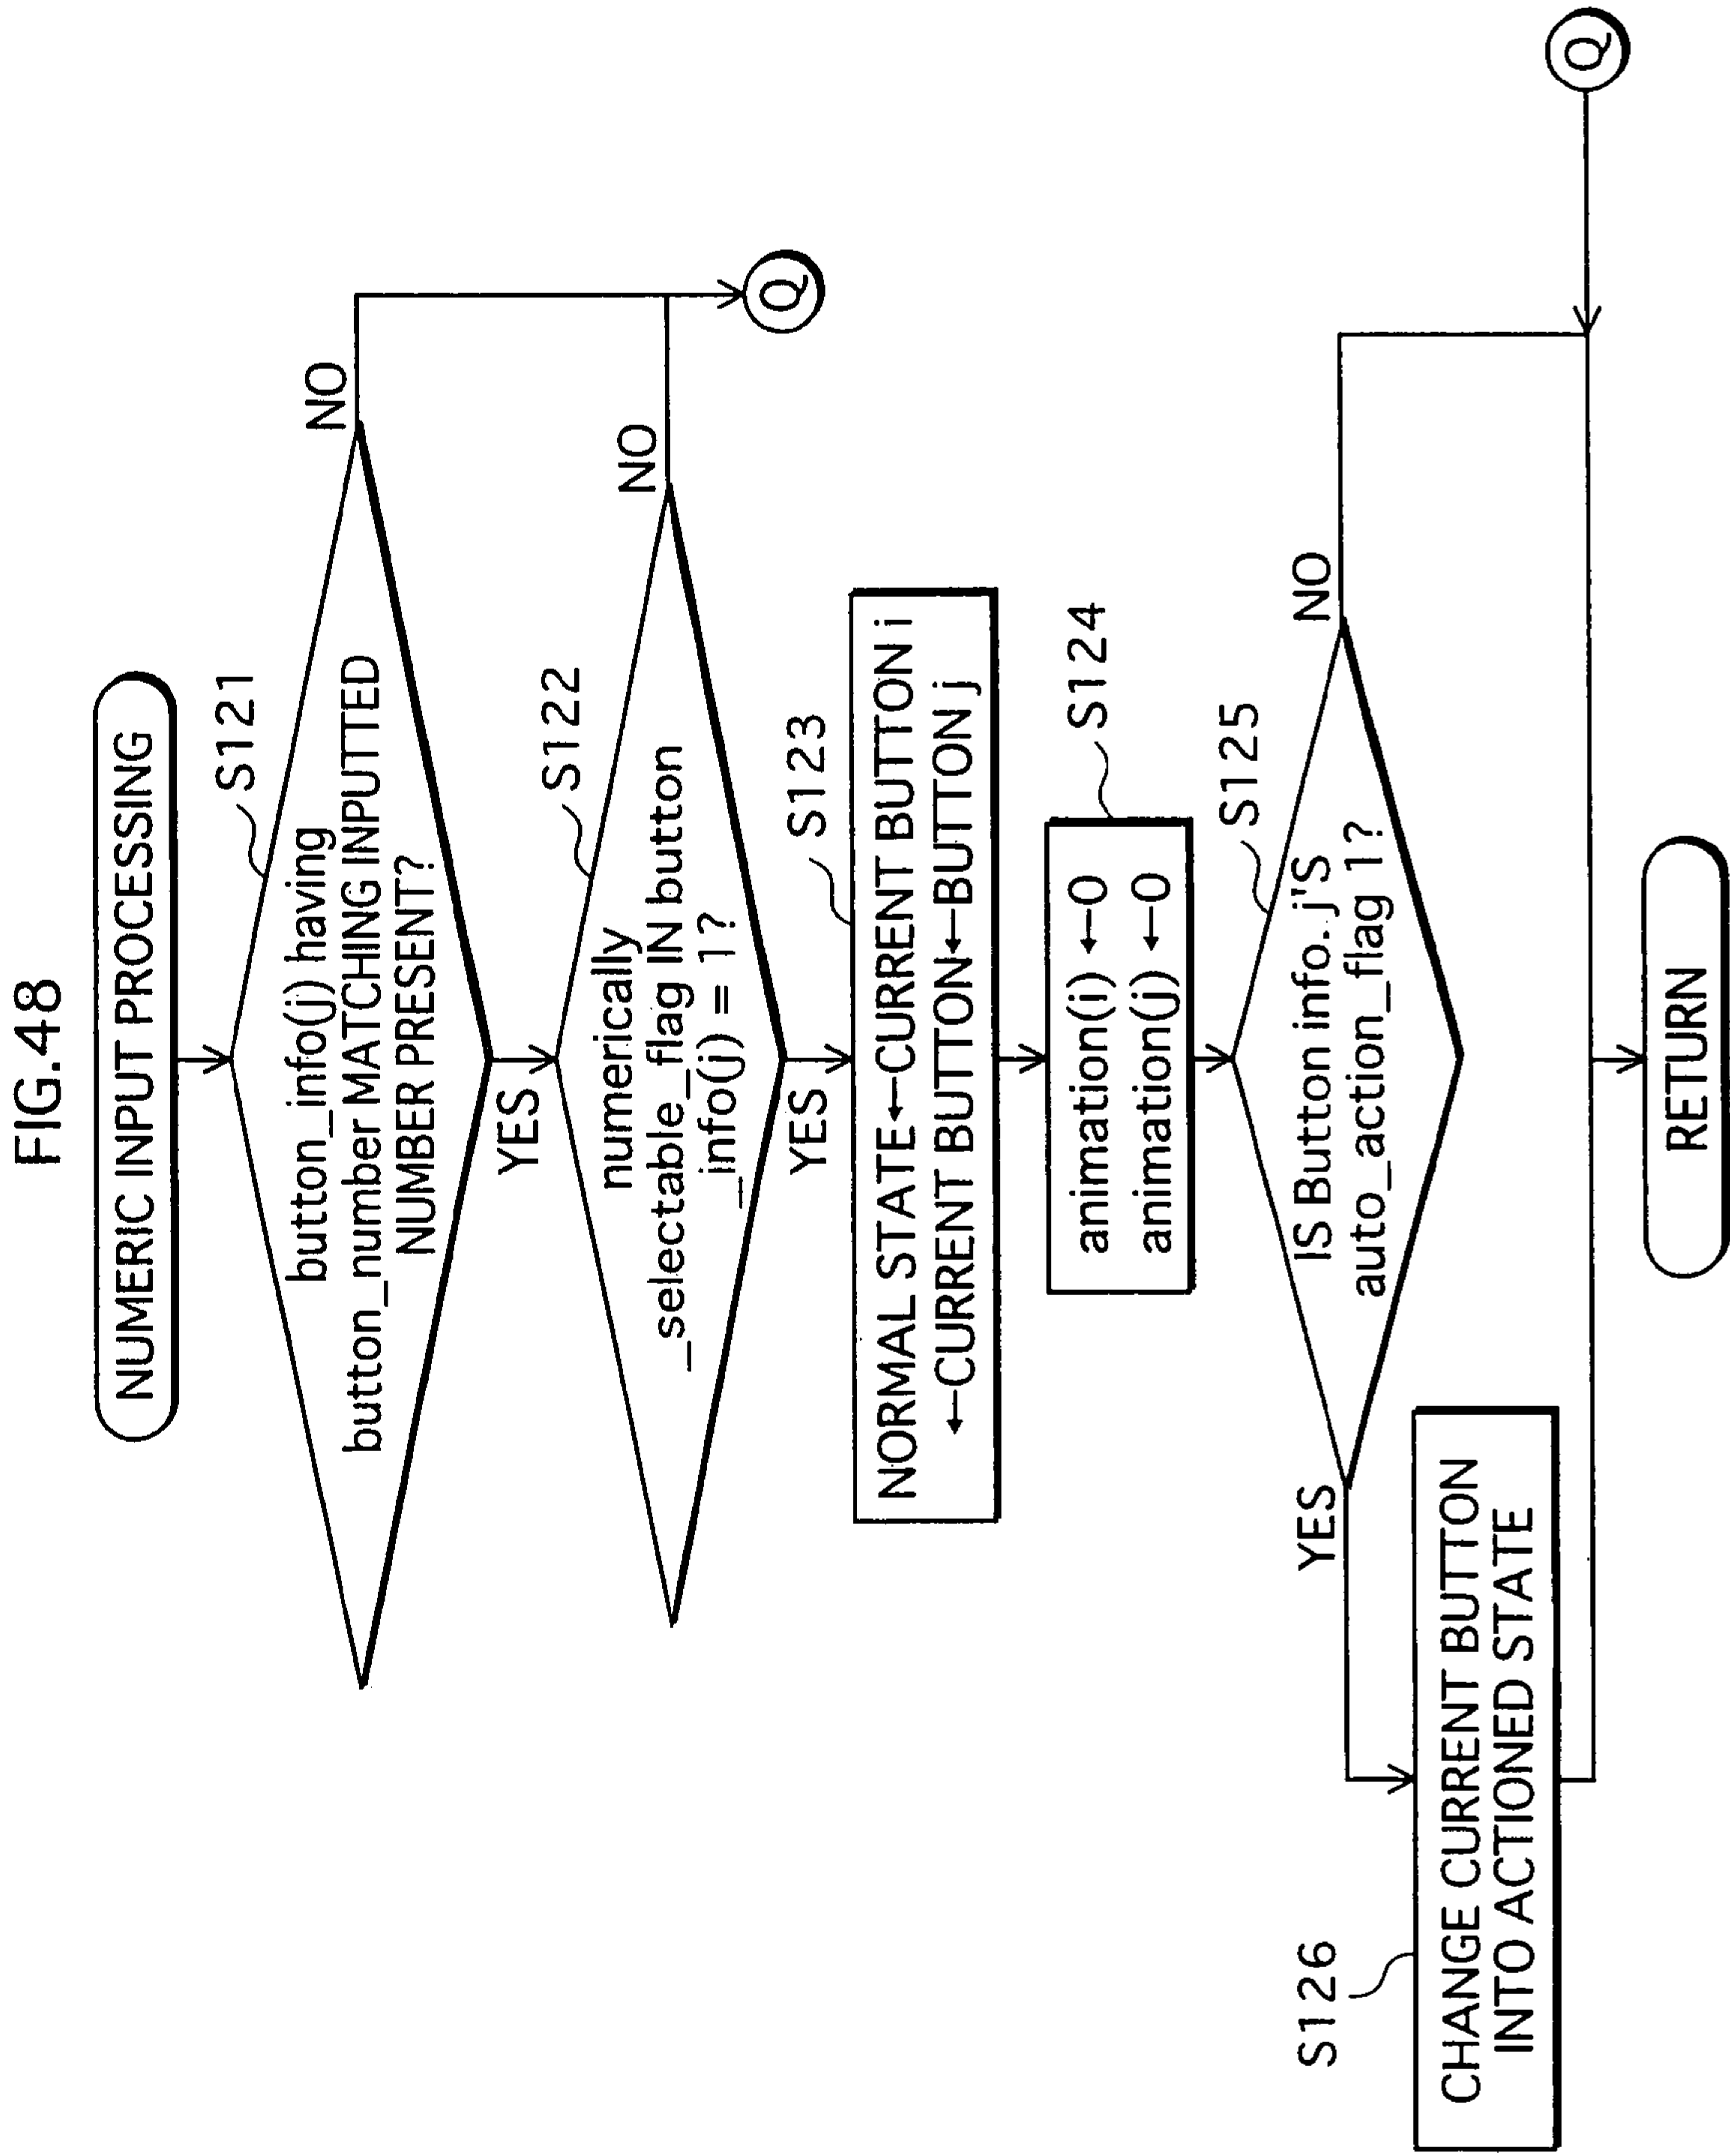 FIG.48
NUMERIC INPUT PROCESSING
S121
button_info(j) having
button_number MATCHING INPUTTED
NUMBER PRESENT?
NO
YES
S122
numerically
_selectable_flag IN button
_info(j) = 1?
NO
Q
YES
S123
NORMAL STATE←CURRENT BUTTON i
←CURRENT BUTTON←BUTTON j
S124
animation(i) ←0
animation(j) ←0
S125
IS Button info. j'S
auto_action_flag 1?
NO
YES
S126
CHANGE CURRENT BUTTON
INTO ACTIONED STATE
Q
RETURN